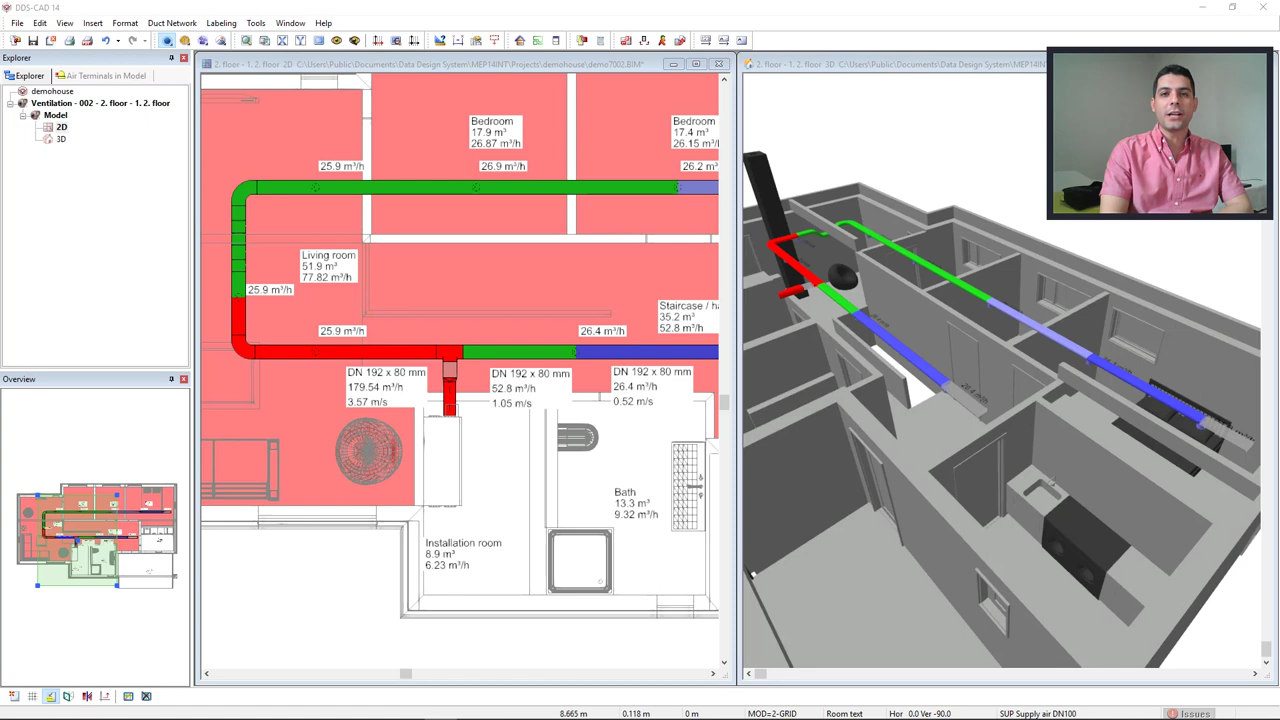 DDS-CAD 14
File Edit View Insert Format Duct Network Labeling Tools Window Help
Explorer
Explorer Air Terminals in Model
demohouse
Ventilation - 002 - 2. floor - 1. 2. floor
Model
2D
3D
Overview
2. floor - 1. 2. floor 2D C:\Users\Public\Documents\Data Design System\MEP14INT\Projects\demohouse\demo7002.BIM*
Bedroom
17.9 m³
26.87 m³/h
Bedroom
17.4 m³
26.15 m³/
25.9 m³/h
26.9 m³/h
26.2 m³/
Living room
51.9 m³
77.82 m³/h
25.9 m³/h
Staircase / ha
35.2 m³
52.8 m³/h
25.9 m³/h
26.4 m³/h
DN 192 x 80 mm
179.54 m³/h
3.57 m/s
DN 192 x 80 mm
52.8 m³/h
1.05 m/s
DN 192 x 80 mm
26.4 m³/h
0.52 m/s
Bath
13.3 m³
9.32 m³/h
Installation room
8.9 m³
6.23 m³/h
2. floor - 1. 2. floor 3D C:\Users\Public\Documents\Data Design System\MEP14INT
8.665 m 0.118 m 0 m MOD=2-GRID Room text Hor 0.0 Ver -90.0 SUP Supply air DN100 Issues